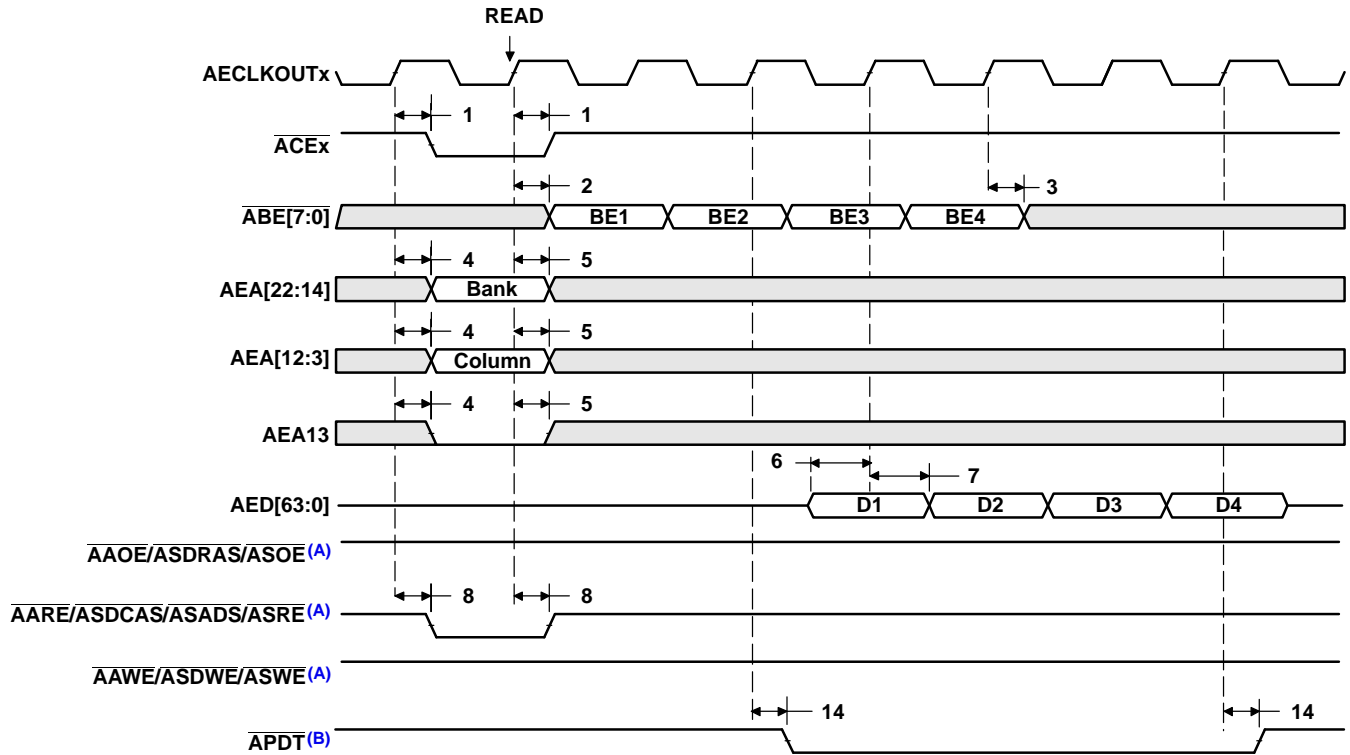 READ
AECLKOUTx
1 1
ACEx
2 3
ABE[7:0] BE1 BE2 BE3 BE4
4 5
AEA[22:14] Bank
4 5
AEA[12:3] Column
4 5
AEA13
6 7
AED[63:0] D1 D2 D3 D4
AAOE/ASDRAS/ASOE(A)
8 8
AARE/ASDCAS/ASADS/ASRE(A)
AAWE/ASDWE/ASWE(A)
14 14
APDT(B)